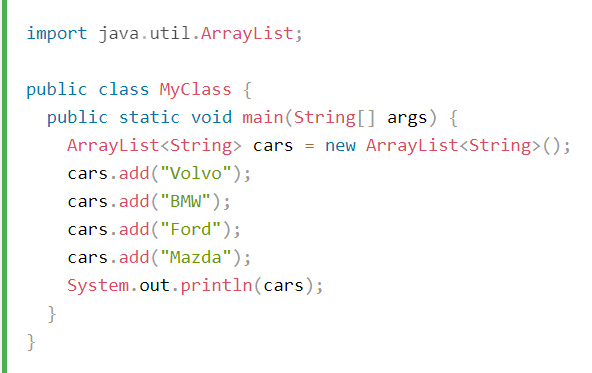 import java.util.ArrayList;
public class MyClass {
public static void main(String[] args) {
ArrayList<String> cars = new ArrayList<String>();
cars.add("Volvo");
cars.add("BMW");
cars.add("Ford");
cars.add("Mazda");
System.out.println(cars);
}
}